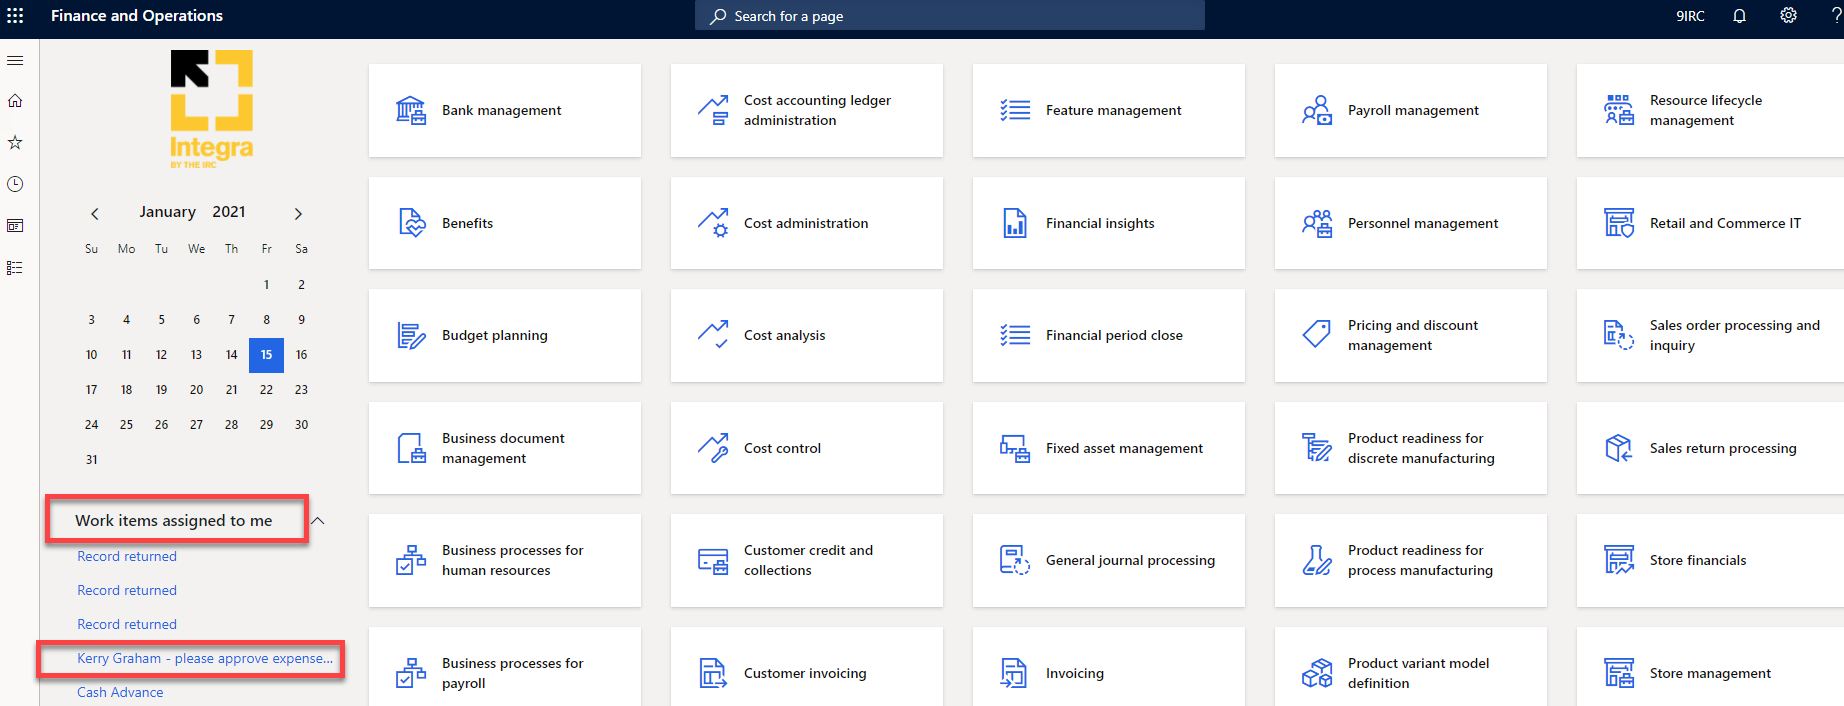 Finance and Operations
Search for a page
9IRC
?
Integra
BY THE IRC
January 2021
Su Mo Tu We Th Fr Sa
1 2
3 4 5 6 7 8 9
10 11 12 13 14 15 16
17 18 19 20 21 22 23
24 25 26 27 28 29 30
31
Work items assigned to me
Record returned
Record returned
Record returned
Kerry Graham - please approve expense...
Cash Advance
Bank management
Cost accounting ledger
administration
Feature management
Payroll management
Resource lifecycle
management
Benefits
Cost administration
Financial insights
Personnel management
Retail and Commerce IT
Budget planning
Cost analysis
Financial period close
Pricing and discount
management
Sales order processing and
inquiry
Business document
management
Cost control
Fixed asset management
Product readiness for
discrete manufacturing
Sales return processing
Business processes for
human resources
Customer credit and
collections
General journal processing
Product readiness for
process manufacturing
Store financials
Business processes for
payroll
Customer invoicing
Invoicing
Product variant model
definition
Store management